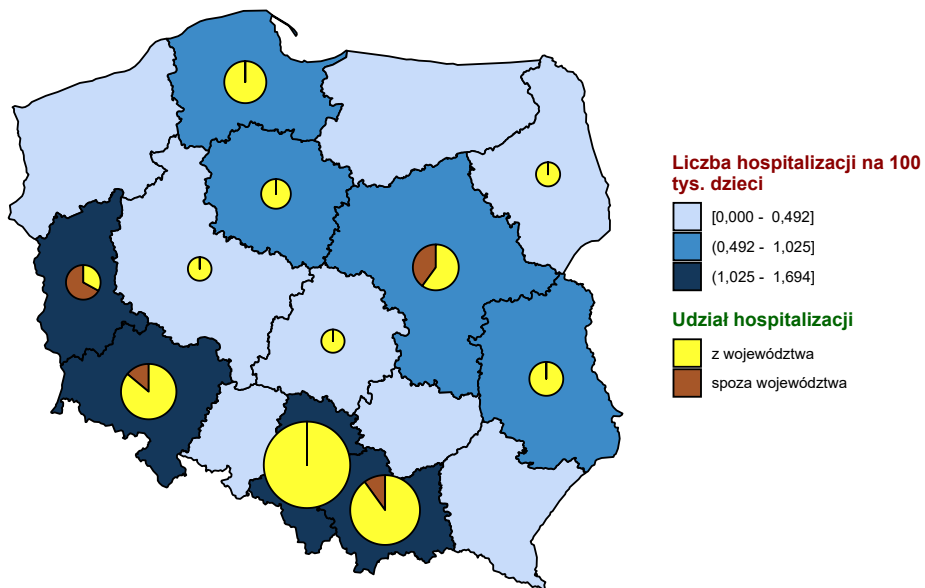 Liczba hospitalizacji na 100
tys. dzieci
[0,000 - 0,492]
(0,492 - 1,025]
(1,025 - 1,694]
Udział hospitalizacji
z województwa
spoza województwa